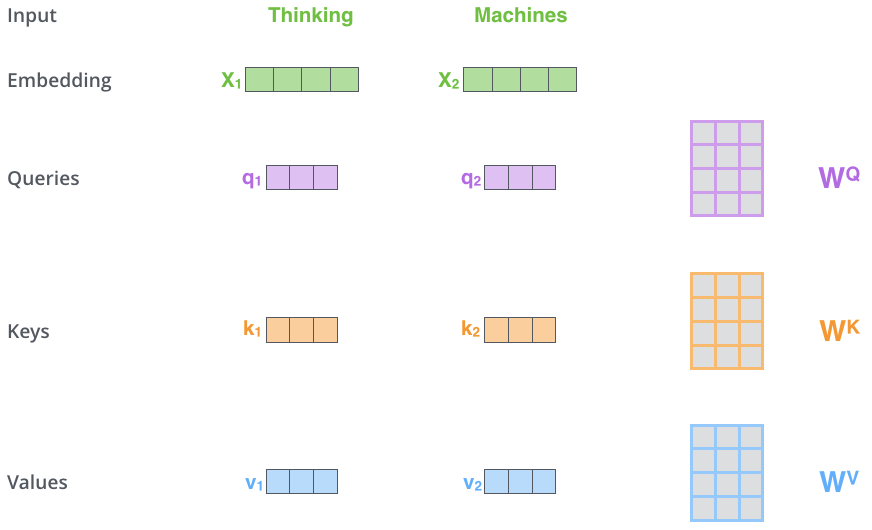 Input Thinking Machines
Embedding X1 X2
Queries q1 q2 WQ
Keys k1 k2 WK
Values v1 v2 WV